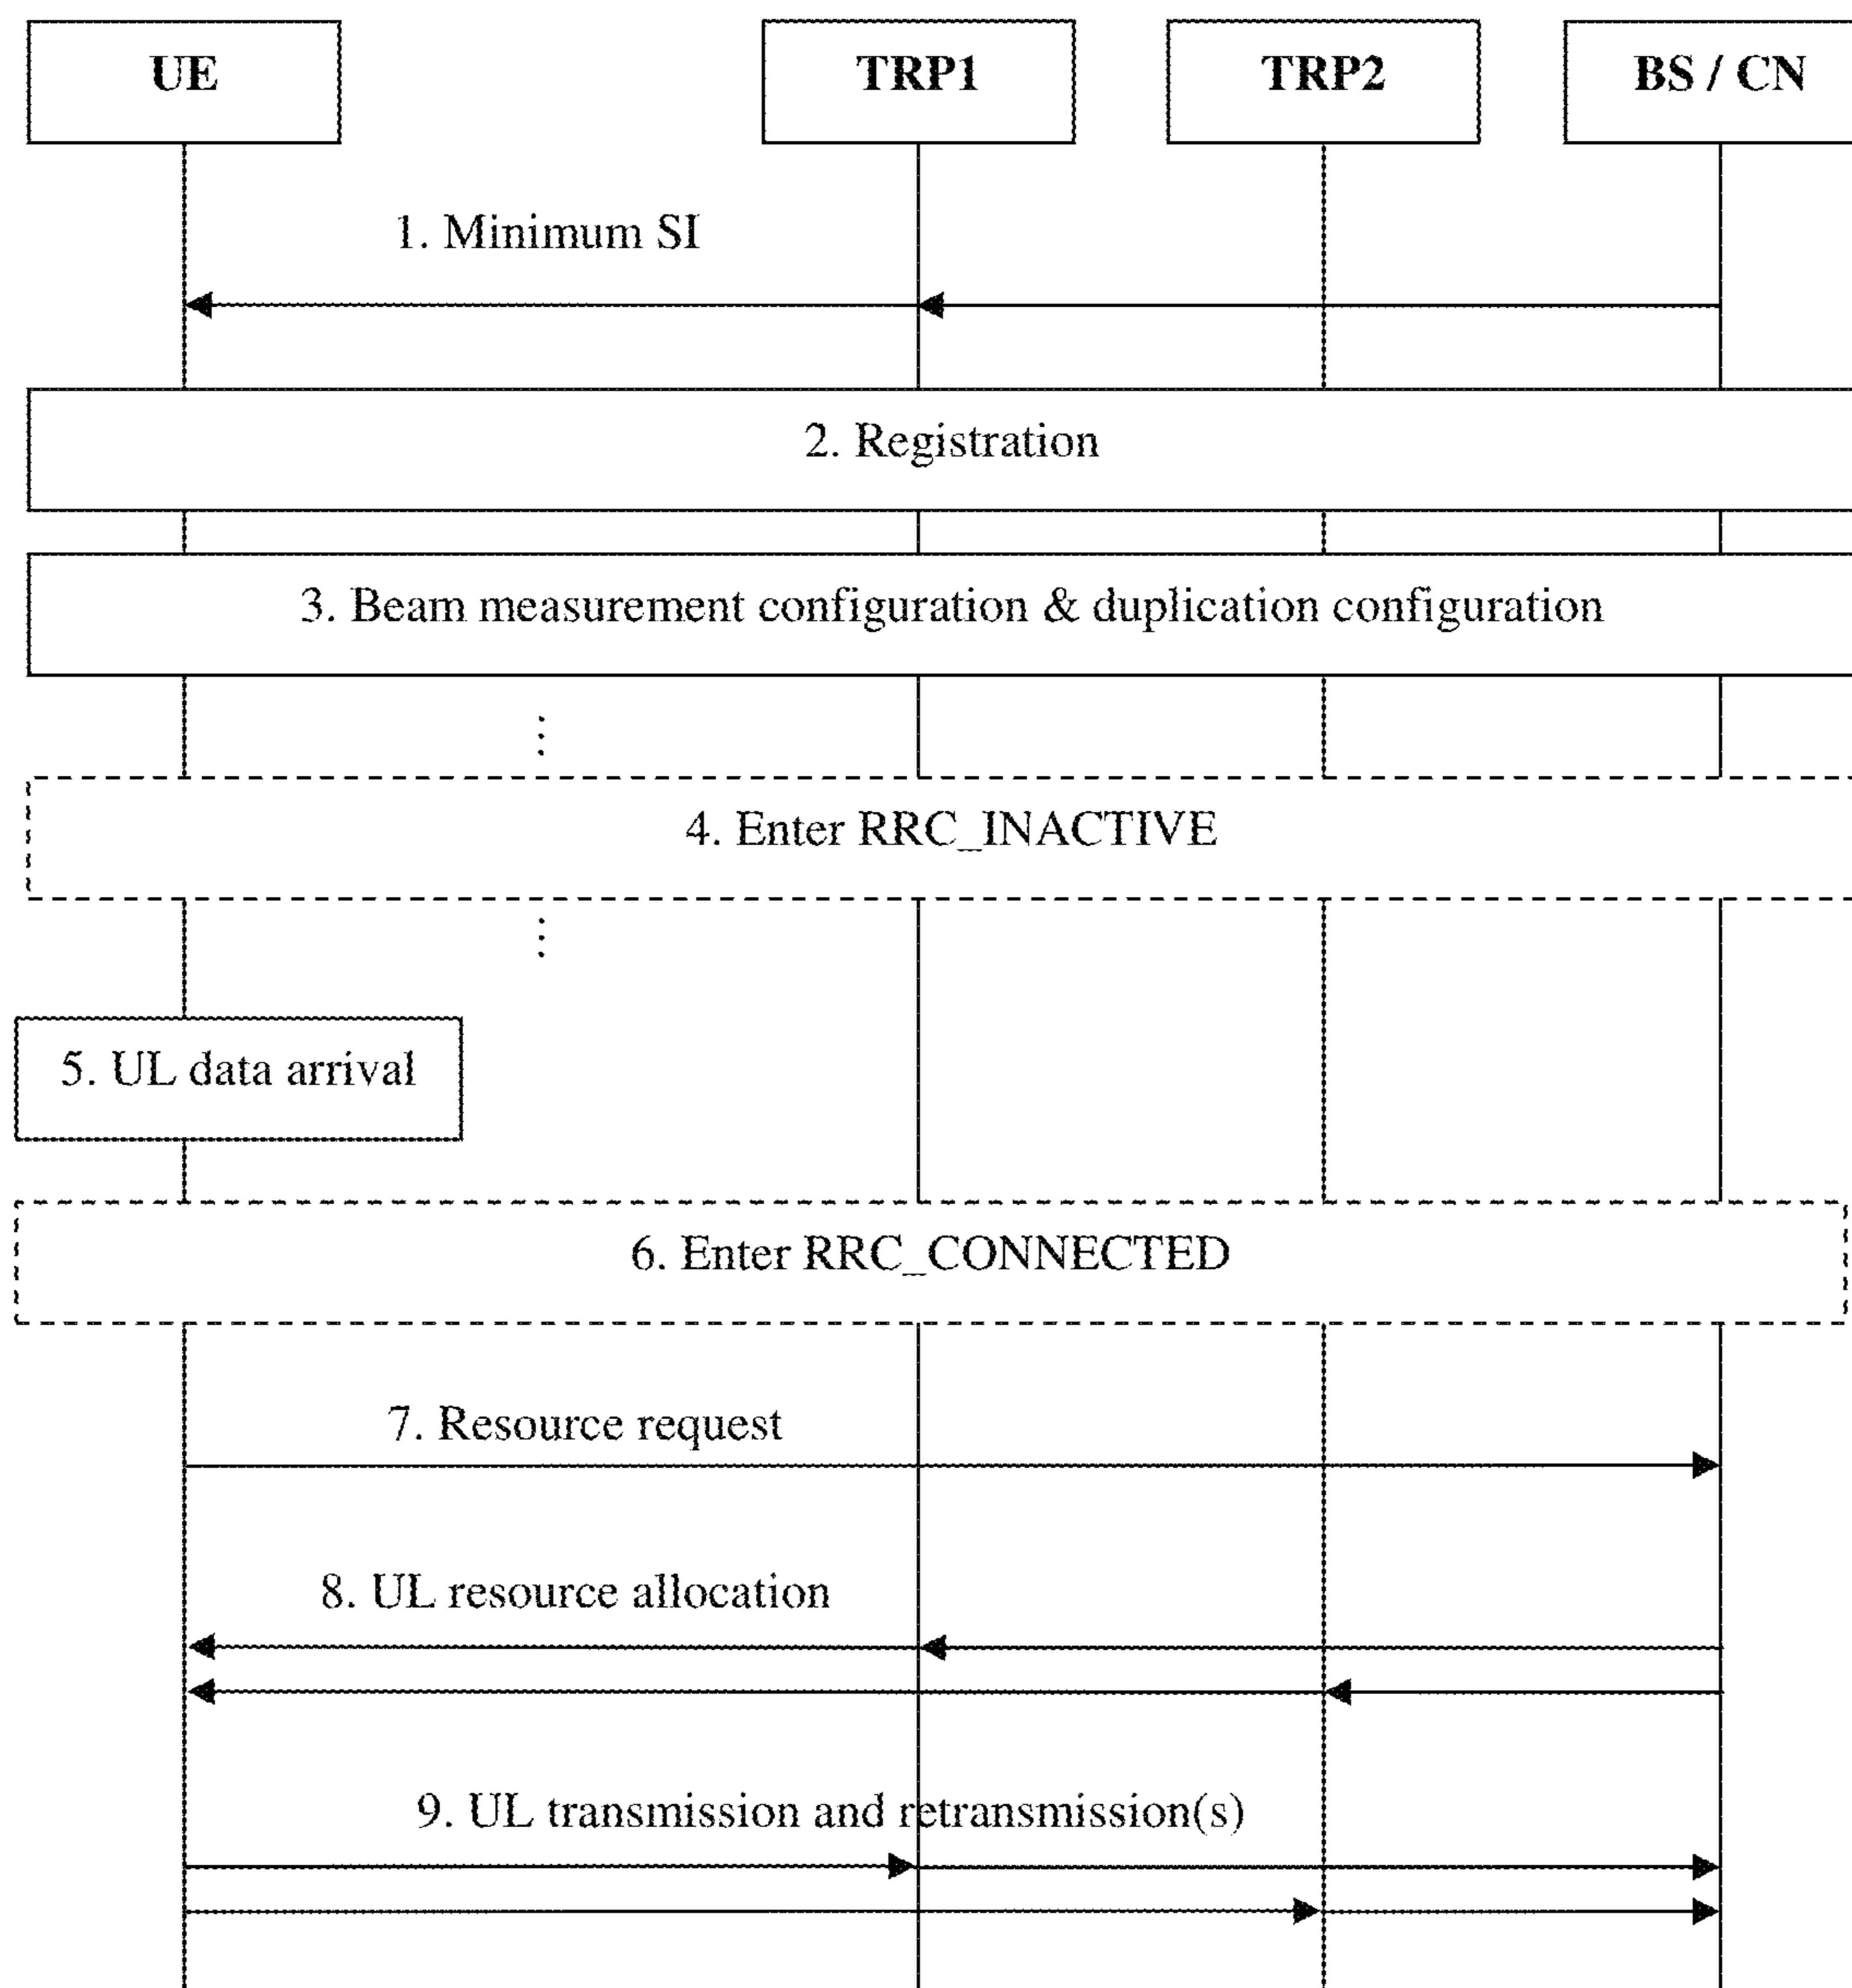 UE
TRP1
TRP2
BS / CN
1. Minimum SI
2. Registration
3. Beam measurement configuration & duplication configuration
4. Enter RRC_INACTIVE
5. UL data arrival
6. Enter RRC_CONNECTED
7. Resource request
8. UL resource allocation
9. UL transmission and retransmission(s)